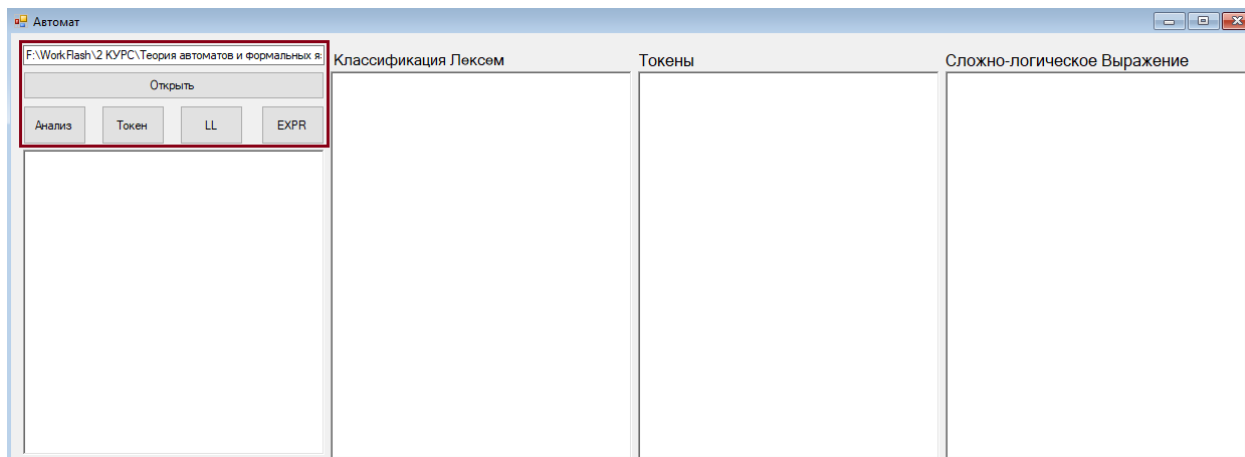 Автомат
F:\WorkFlash\2 КУРС\Теория автоматов и формальных я
Открыть
Анализ Токен LL EXPR
Классификация Лексем
Токены
Сложно-логическое Выражение